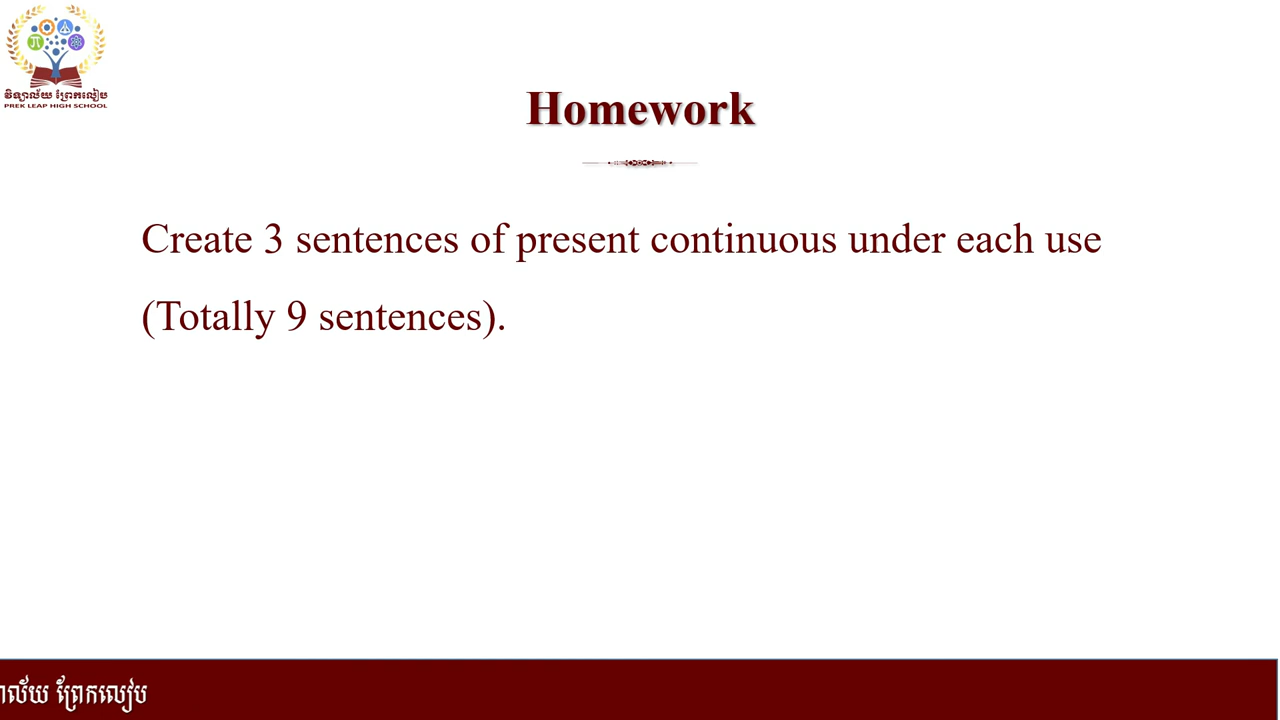 វិទ្យាល័យ ព្រែកលៀប
PREK LEAP HIGH SCHOOL
Homework
Create 3 sentences of present continuous under each use
(Totally 9 sentences).
ាល័យ ព្រែកលៀប